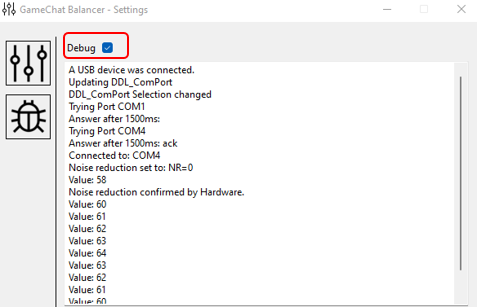 GameChat Balancer - Settings
Debug
A USB device was connected.
Updating DDL_ComPort
DDL_ComPort Selection changed
Trying Port COM1
Answer after 1500ms:
Trying Port COM4
Answer after 1500ms: ack
Connected to: COM4
Noise reduction set to: NR=0
Value: 58
Noise reduction confirmed by Hardware.
Value: 60
Value: 61
Value: 62
Value: 63
Value: 64
Value: 63
Value: 62
Value: 61
Value: 60